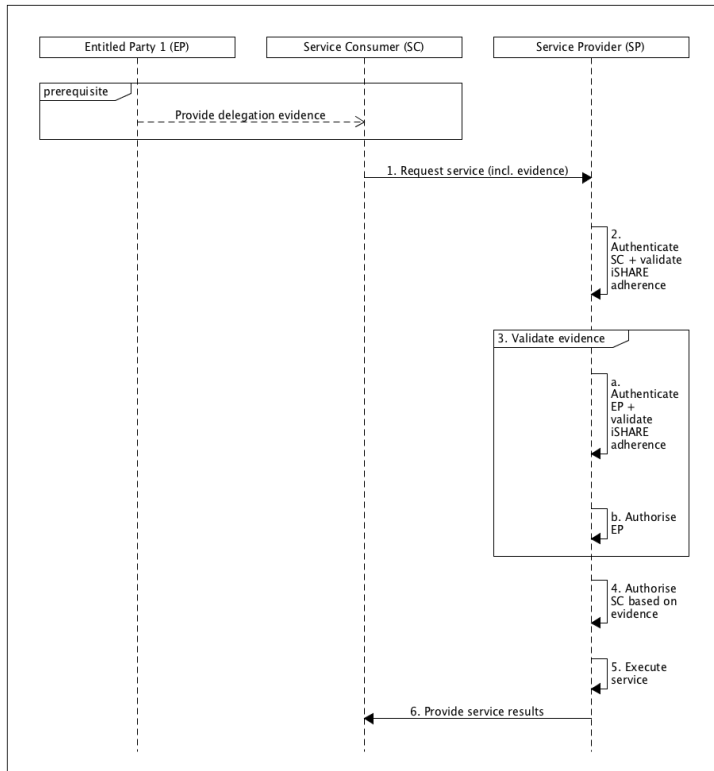 Entitled Party 1 (EP)
Service Consumer (SC)
Service Provider (SP)
prerequisite
Provide delegation evidence
1. Request service (incl. evidence)
2.
Authenticate
SC + validate
iSHARE
adherence
3. Validate evidence
a.
Authenticate
EP +
validate
iSHARE
adherence
b. Authorise
EP
4. Authorise
SC based on
evidence
5. Execute
service
6. Provide service results